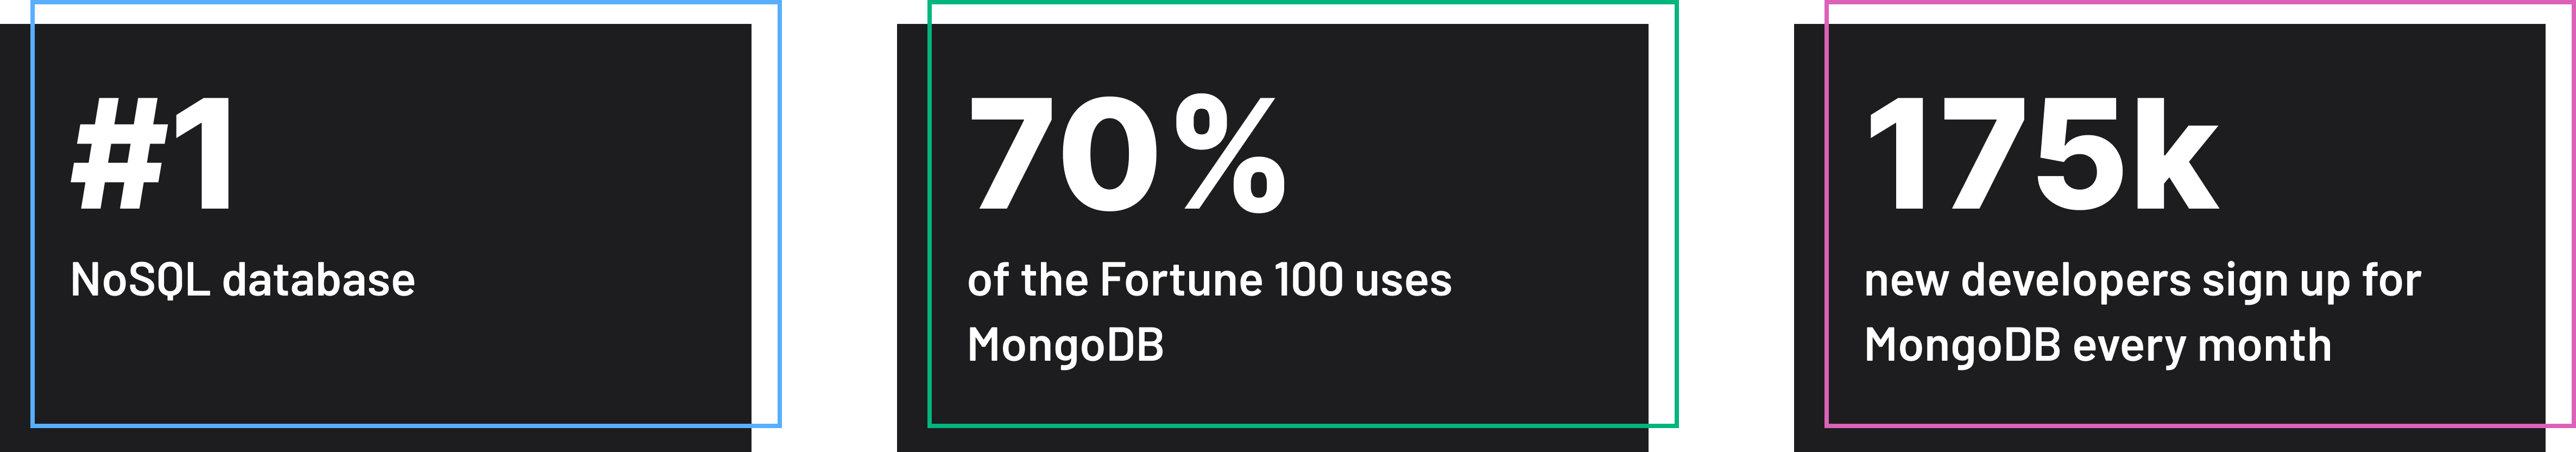 #1
NoSQL database
70%
of the Fortune 100 uses
MongoDB
175k
new developers sign up for
MongoDB every month